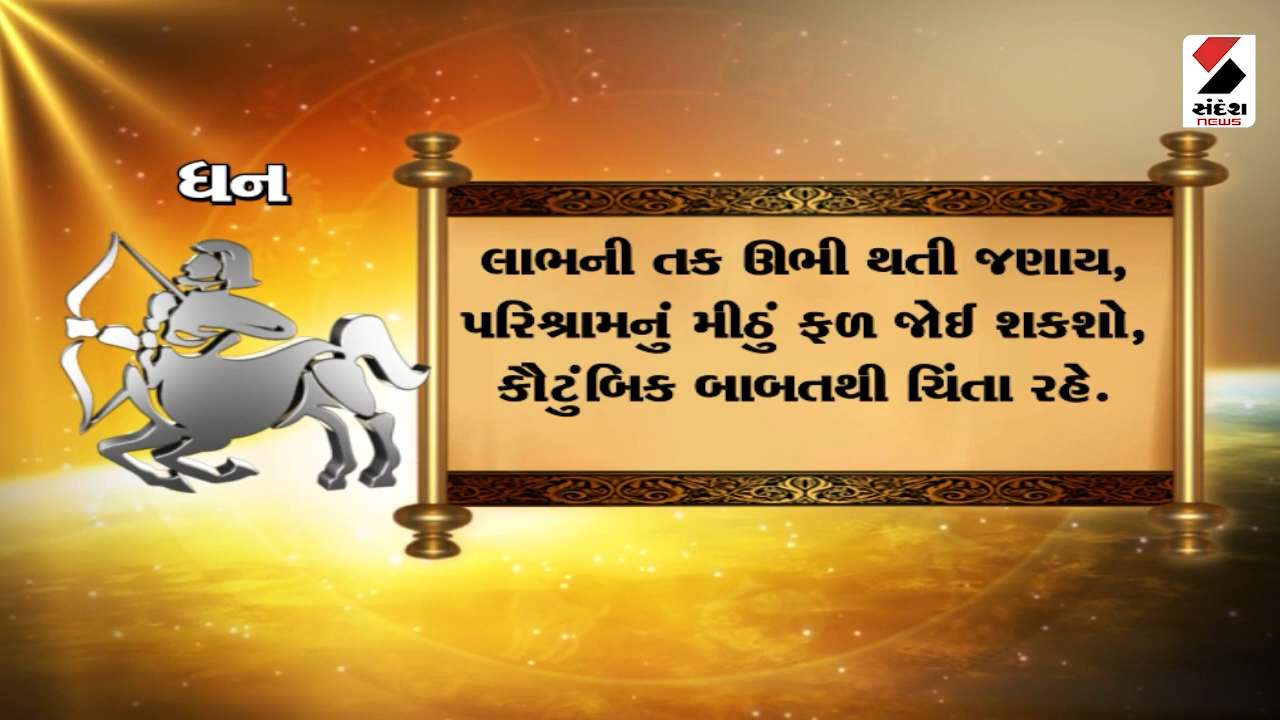 ધન
લાભની તક ઊભી થતી જણાય,
પરિશ્રામનું મીઠું ફળ જોઈ શકશો,
કૌટુંબિક બાબતથી ચિંતા રહે.
સંદેશ
NEWS